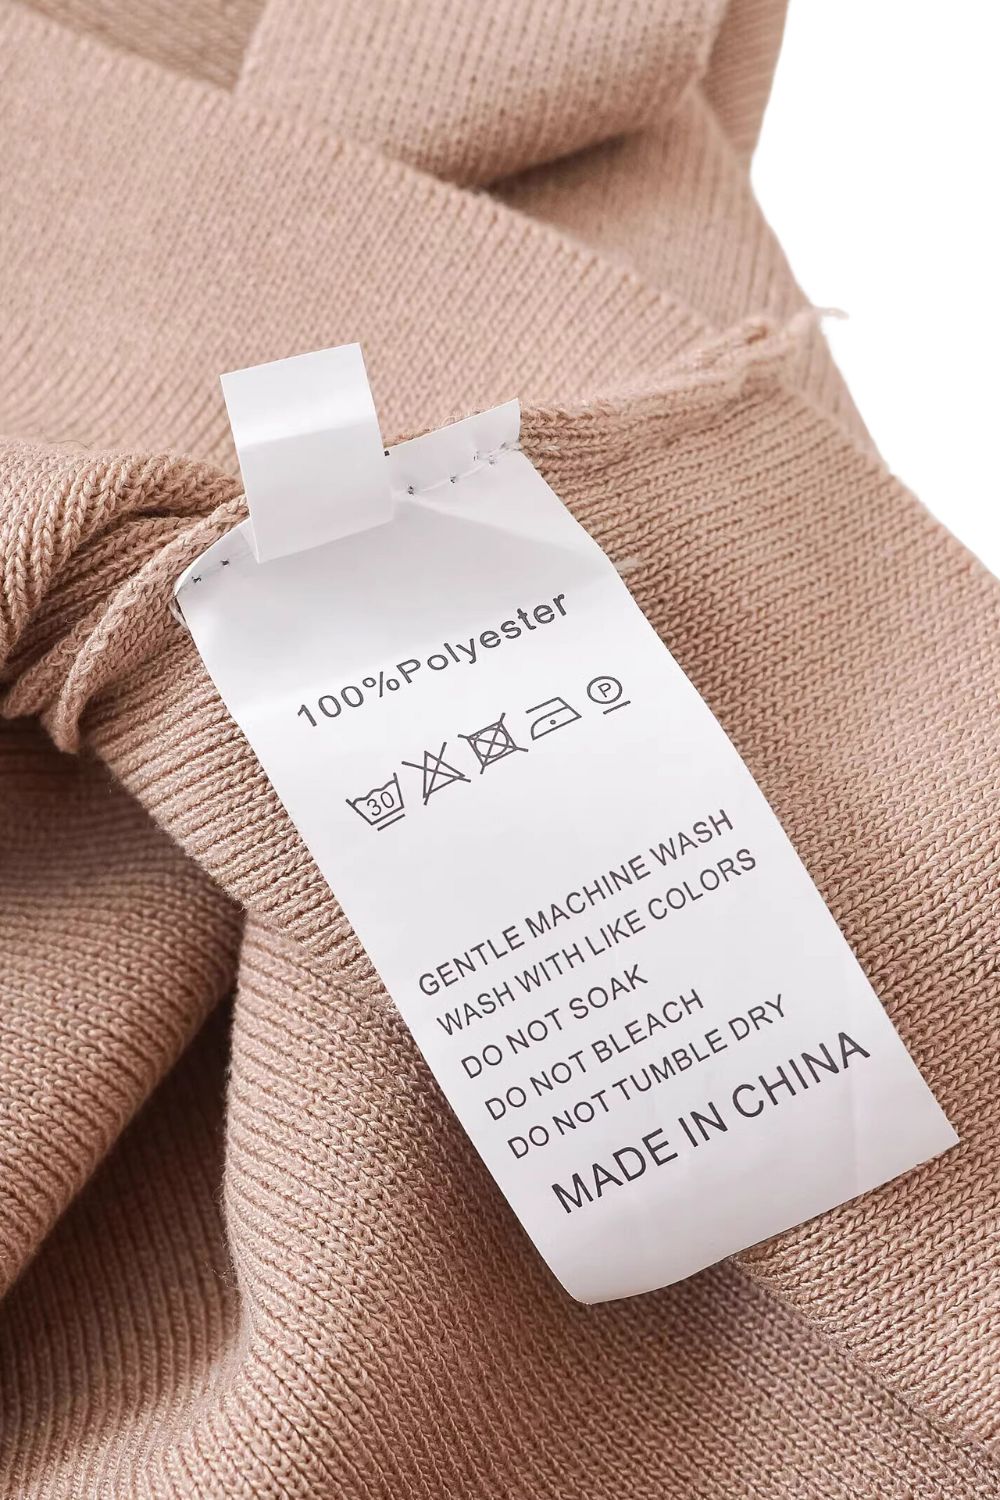 100%Polyester
30 P
GENTLE MACHINE WASH
WASH WITH LIKE COLORS
DO NOT SOAK
DO NOT BLEACH
DO NOT TUMBLE DRY
MADE IN CHINA